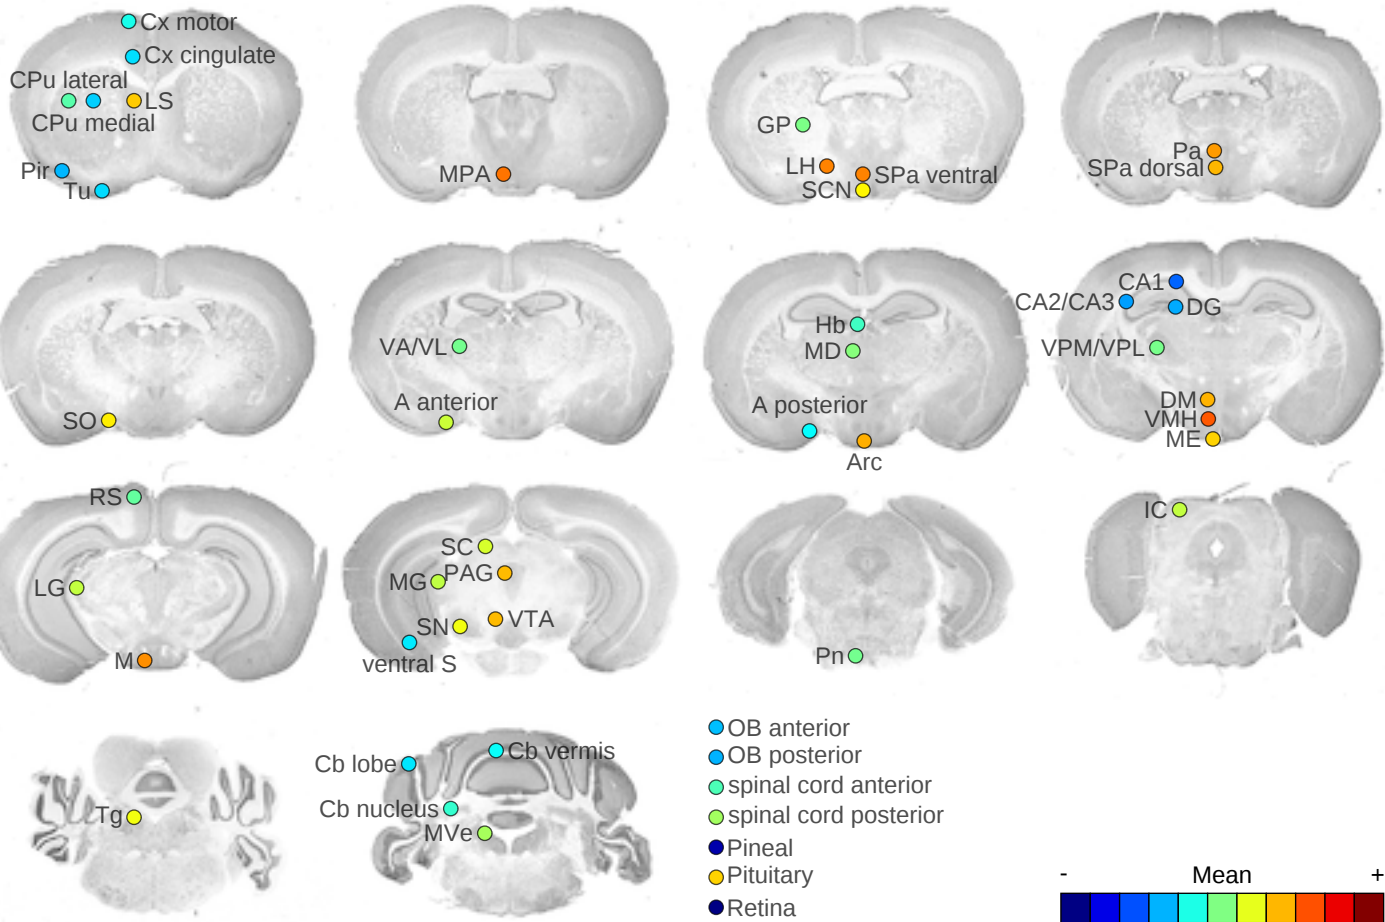 Cx motor
Cx cingulate
CPu lateral
LS
CPu medial
Pir
Tu
MPA
GP
LH
SPa ventral
SCN
Pa
SPa dorsal
SO
VA/VL
A anterior
Hb
MD
A posterior
Arc
CA1
CA2/CA3
DG
VPM/VPL
DM
VMH
ME
RS
LG
M
SC
PAG
MG
VTA
SN
ventral S
Pn
IC
Tg
Cb lobe
Cb vermis
Cb nucleus
MVe
OB anterior
OB posterior
spinal cord anterior
spinal cord posterior
Pineal
Pituitary
Retina
- Mean +